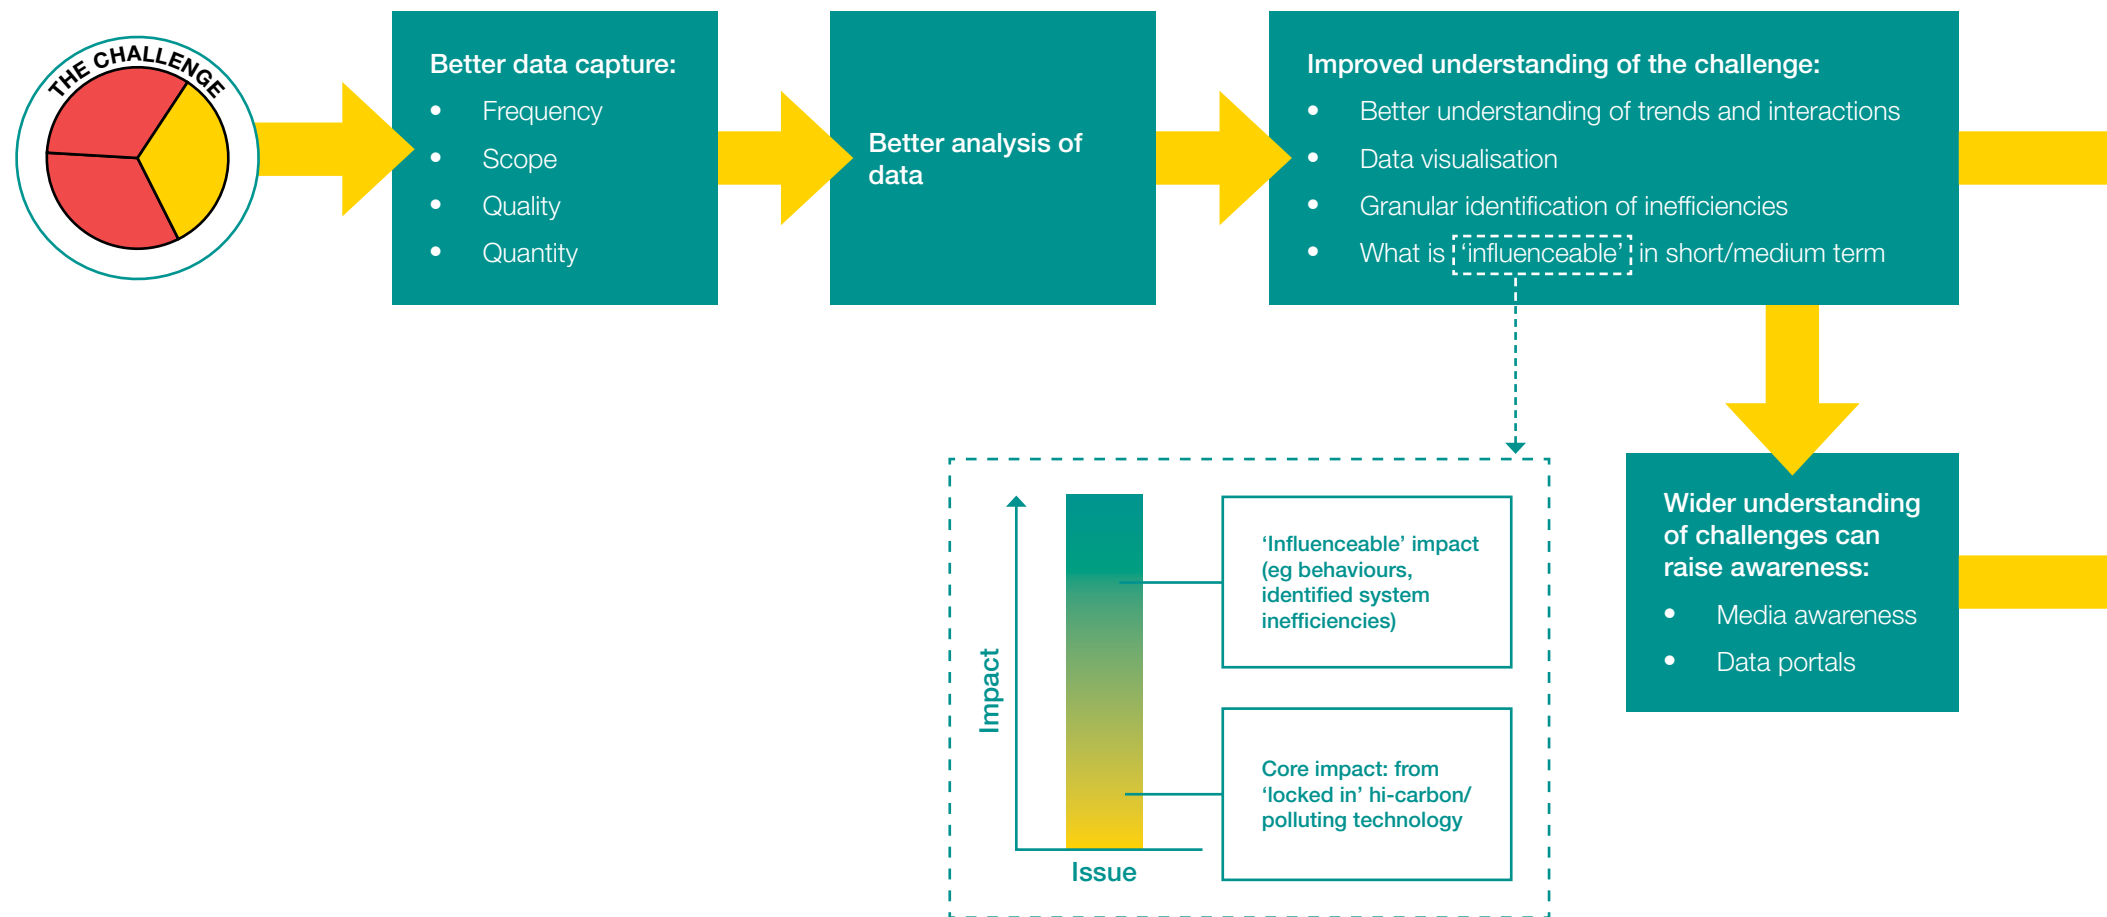 THE CHALLENGE
Better data capture:
• Frequency
• Scope
• Quality
• Quantity
Better analysis of
data
Improved understanding of the challenge:
• Better understanding of trends and interactions
• Data visualisation
• Granular identification of inefficiencies
• What is ‘influenceable’ in short/medium term
Impact
Issue
‘Influenceable’ impact
(eg behaviours,
identified system
inefficiencies)
Core impact: from
‘locked in’ hi-carbon/
polluting technology
Wider understanding
of challenges can
raise awareness:
• Media awareness
• Data portals